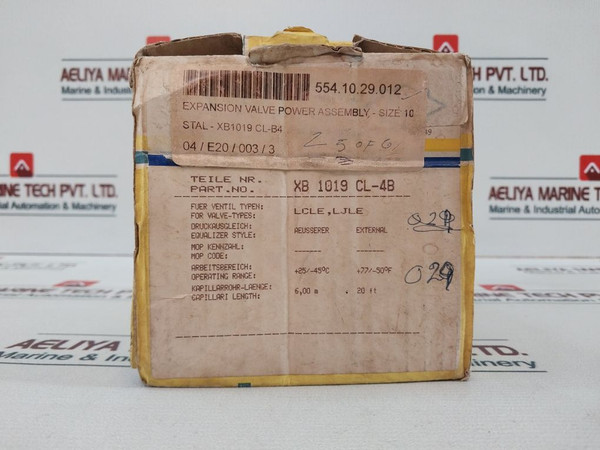 554.10.29.012
EXPANSION VALVE POWER ASSEMBLY - SIZE 10
STAL - XB1019 CL-B4
04 / E20 / 003 / 3
2 5 OF 6
TEILE NR.
PART.NO. XB 1019 CL-4B
FUER VENTIL TYPEN:
FOR VALVE-TYPES: LCLE,LJLE
DRUCKAUSGLEICH:
EQUALIZER STYLE: AEUSSERER EXTERNAL
MOP KENNZAHL:
MOP CODE: ------ ------
ARBEITSBEREICH:
OPERATING RANGE: +25/-45°C +77/-50°F
KAPILLARROHR-LAENGE:
CAPILLARI LENGTH: 6,00 m , 20 ft
029
029
AELIYA MARINE TECH PVT. LTD.
Marine & Industrial Automation & Machinery